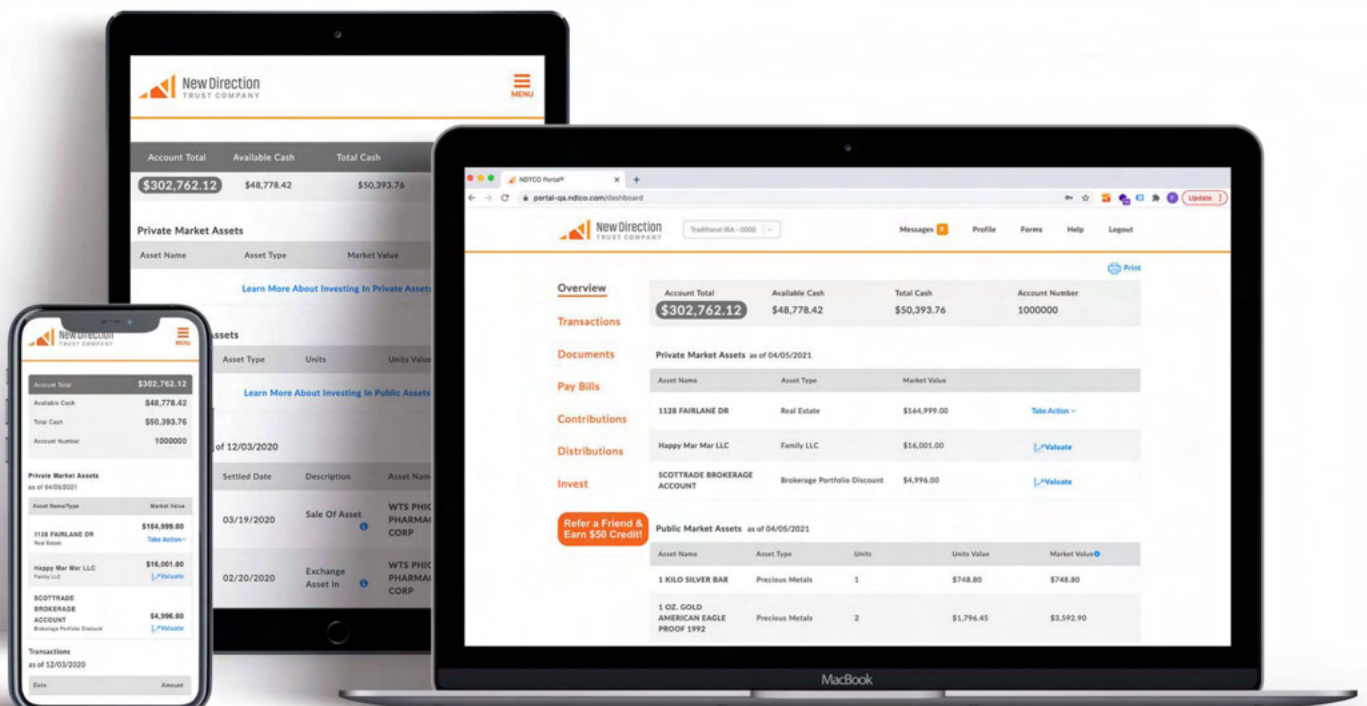 New Direction
TRUST COMPANY
MENU
Account Total Available Cash Total Cash
$302,762.12 $48,778.42 $50,393.76
Private Market Assets
Asset Name Asset Type Market Value
Learn More About Investing In Private Assets
Assets
Asset Type Units Units Value
Learn More About Investing In Public Assets
of 12/03/2020
Settled Date Description Asset Nam
03/19/2020 Sale Of Asset WTS PHIO
PHARMAC
CORP
02/20/2020 Exchange
Asset In WTS PHIO
PHARMAC
CORP
New Direction
TRUST COMPANY
MENU
Account Total $302,762.12
Available Cash $48,778.42
Total Cash $50,393.76
Account Number 1000000
Private Market Assets
as of 04/05/2021
Asset Name/Type Market Value
1128 FAIRLANE DR $164,999.00
Real Estate Take Action
Happy Mar Mar LLC $16,001.00
Family LLC Valuate
SCOTTRADE
BROKERAGE
ACCOUNT $4,996.00
Brokerage Portfolio Discount Valuate
Transactions
as of 12/03/2020
Date Amount
NDTCO Portal® x +
portal-qa.ndtco.com/dashboard Update
New Direction
TRUST COMPANY
Traditional IRA - 0000
Messages 9 Profile Forms Help Logout
Print
Overview
Transactions
Documents
Pay Bills
Contributions
Distributions
Invest
Refer a Friend &
Earn $50 Credit!
Account Total Available Cash Total Cash Account Number
$302,762.12 $48,778.42 $50,393.76 1000000
Private Market Assets as of 04/05/2021
Asset Name Asset Type Market Value
1128 FAIRLANE DR Real Estate $164,999.00 Take Action
Happy Mar Mar LLC Family LLC $16,001.00 Valuate
SCOTTRADE BROKERAGE
ACCOUNT Brokerage Portfolio Discount $4,996.00 Valuate
Public Market Assets as of 04/05/2021
Asset Name Asset Type Units Units Value Market Value
1 KILO SILVER BAR Precious Metals 1 $748.80 $748.80
1 OZ. GOLD
AMERICAN EAGLE
PROOF 1992 Precious Metals 2 $1,796.45 $3,592.90
MacBook